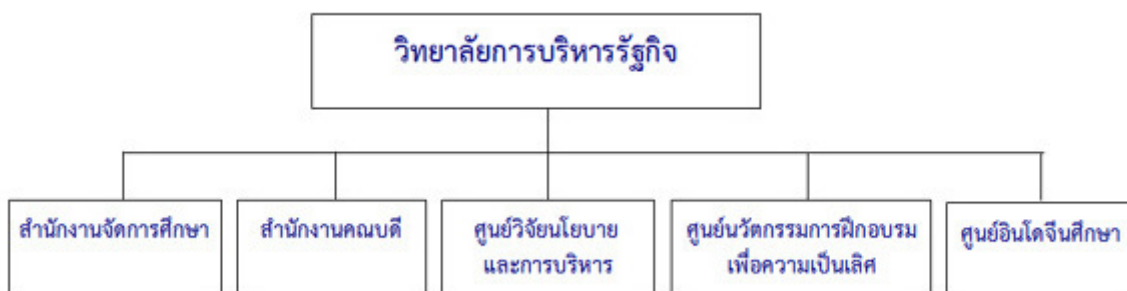 วิทยาลัยการบริหารรัฐกิจ
สำนักงานจัดการศึกษา
สำนักงานคณบดี
ศูนย์วิจัยนโยบาย
และการบริหาร
ศูนย์นวัตกรรมการฝึกอบรม
เพื่อความเป็นเลิศ
ศูนย์อินโดจีนศึกษา